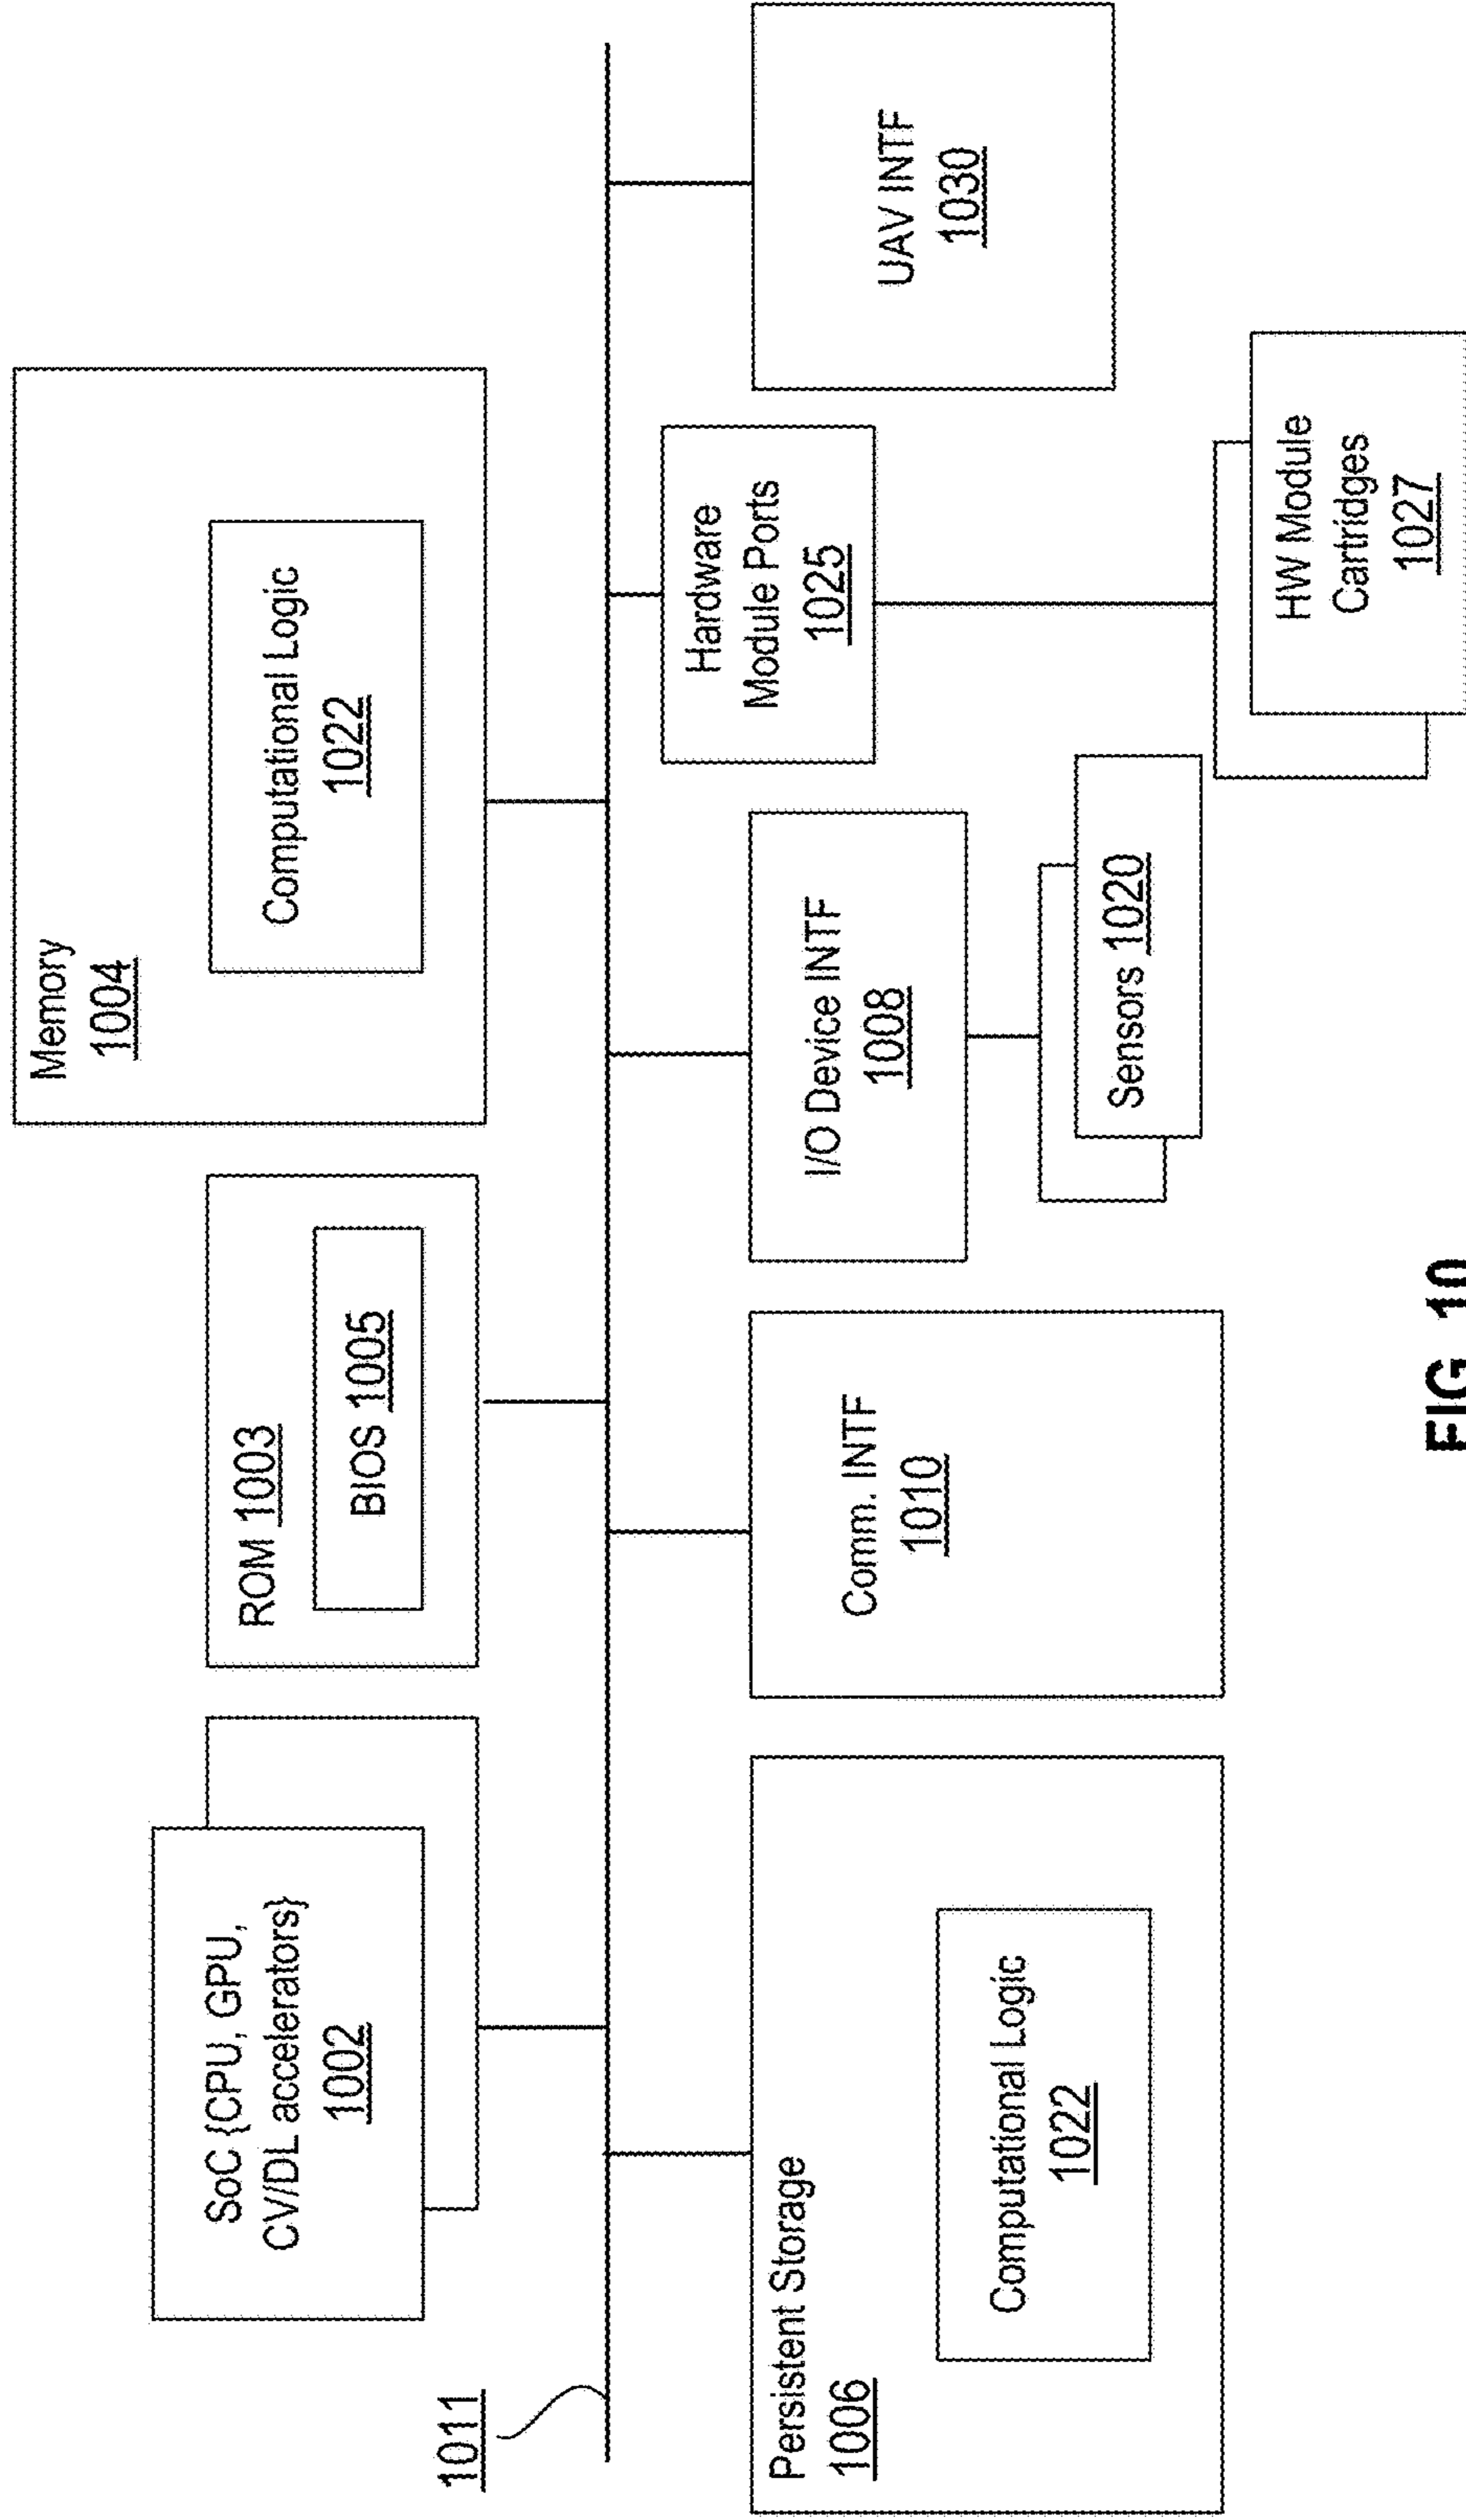 SoC {CPU, GPU,
CV/DL accelerators}
1002
ROM 1003
BIOS 1005
Memory
1004
Computational Logic
1022
1011
Persistent Storage
1006
Computational Logic
1022
Comm. INTF
1010
I/O Device INTF
1008
Sensors 1020
Hardware
Module Ports
1025
HW Module
Cartridges
1027
UAV INTF
1030
FIG. 10